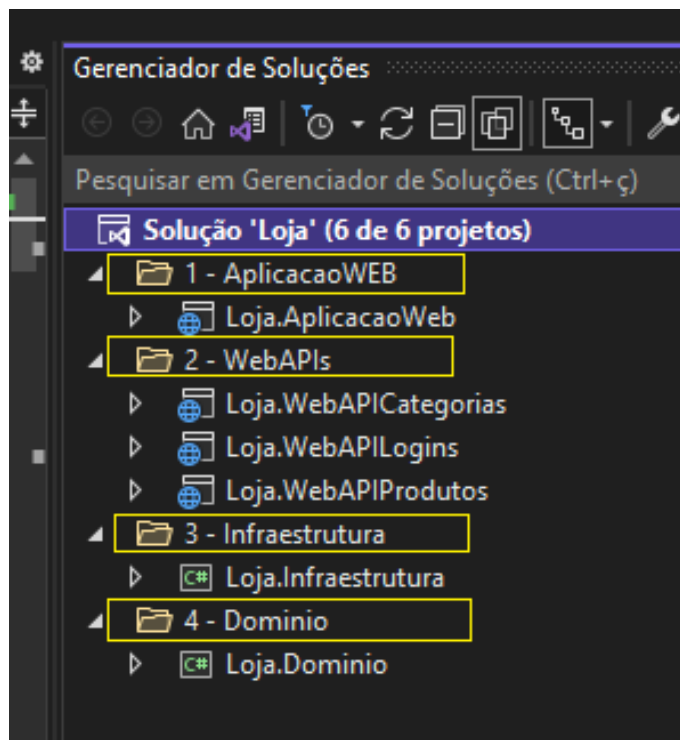 Gerenciador de Soluções
Pesquisar em Gerenciador de Soluções (Ctrl+ç)
Solução 'Loja' (6 de 6 projetos)
1 - AplicacaoWEB
Loja.AplicacaoWeb
2 - WebAPIs
Loja.WebAPICategorias
Loja.WebAPILogins
Loja.WebAPIProdutos
3 - Infraestrutura
C# Loja.Infraestrutura
4 - Dominio
C# Loja.Dominio